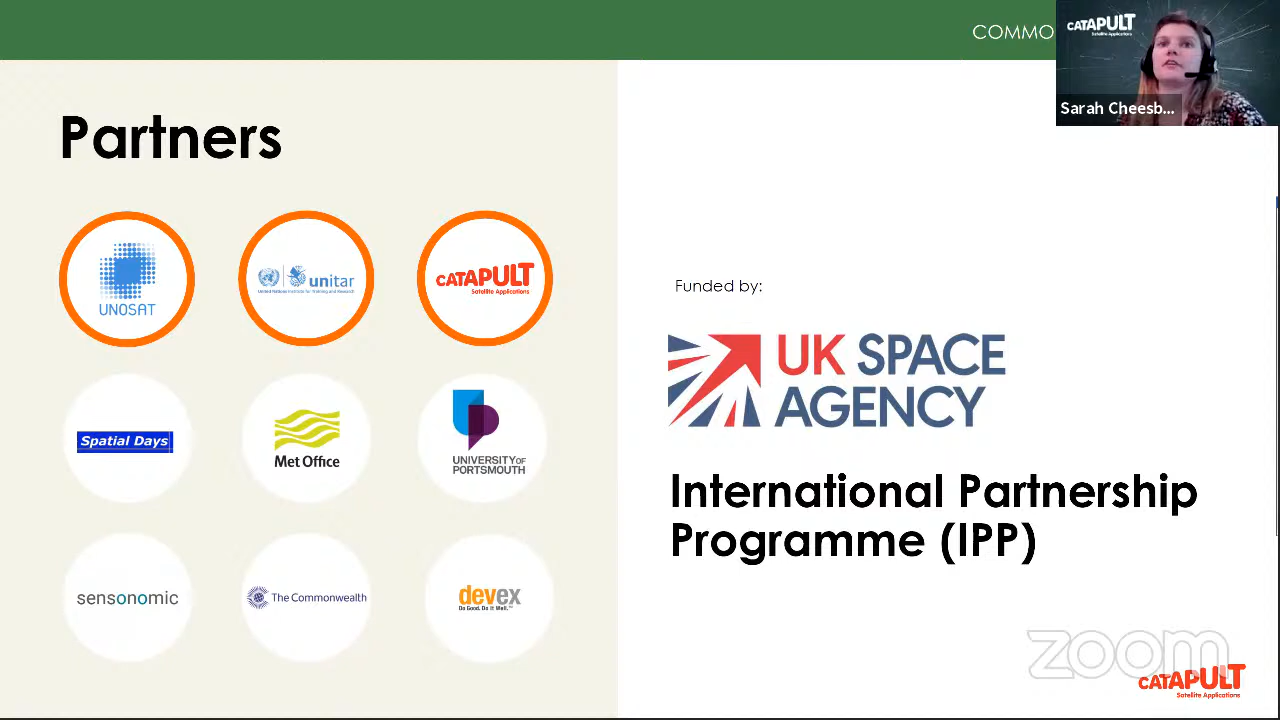 COMMO
CATAPULT
Satellite Applications
Sarah Cheesb...
Partners
UNOSAT
unitar
United Nations Institute for Training and Research
CATAPULT
Satellite Applications
Spatial Days
Met Office
UNIVERSITY OF
PORTSMOUTH
sensonomic
The Commonwealth
devex
Do Good. Do It Well.™
Funded by:
UK SPACE
AGENCY
International Partnership
Programme (IPP)
zoom
CATAPULT
Satellite Applications